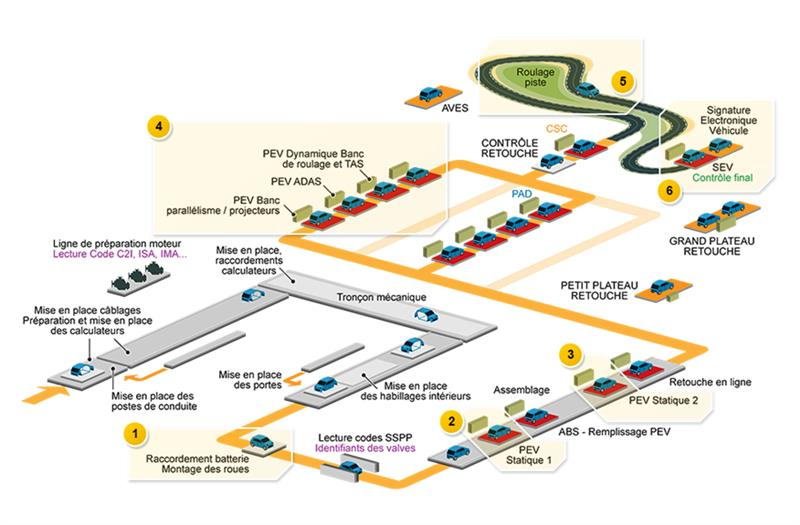 5
Roulage
piste
AVES
Signature
Electronique
Véhicule
4
CSC
CONTRÔLE
RETOUCHE
SEV
Contrôle final
6
PEV Dynamique Banc
de roulage et TAS
PEV ADAS
PEV Banc
parallélisme / projecteurs
PAD
GRAND PLATEAU
RETOUCHE
Ligne de préparation moteur
Lecture Code C2I, ISA, IMA...
Mise en place,
raccordements
calculateurs
PETIT PLATEAU
RETOUCHE
Tronçon mécanique
Mise en place câblages
Préparation et mise en place
des calculateurs
3
Mise en place
des portes
Mise en place
des habillages intérieurs
Retouche en ligne
Assemblage
Mise en place des
postes de conduite
PEV Statique 2
1
2
ABS - Remplissage PEV
Lecture codes SSPP
Identifiants des valves
Raccordement batterie
Montage des roues
PEV
Statique 1